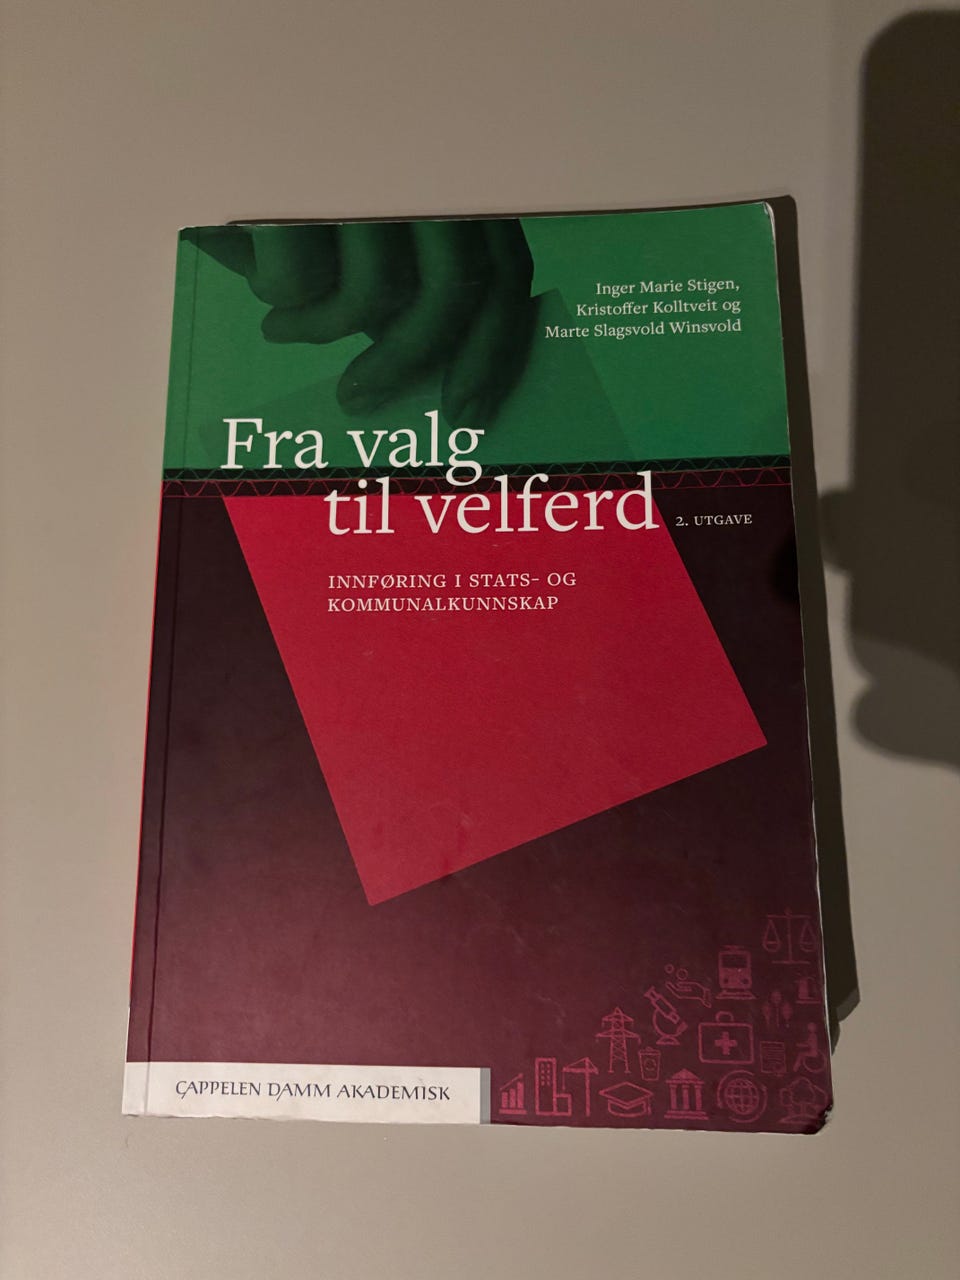 Inger Marie Stigen,
Kristoffer Kolltveit og
Marte Slagsvold Winsvold
Fra valg
til velferd
2. UTGAVE
INNFØRING I STATS- OG
KOMMUNALKUNNSKAP
CAPPELEN DAMM AKADEMISK